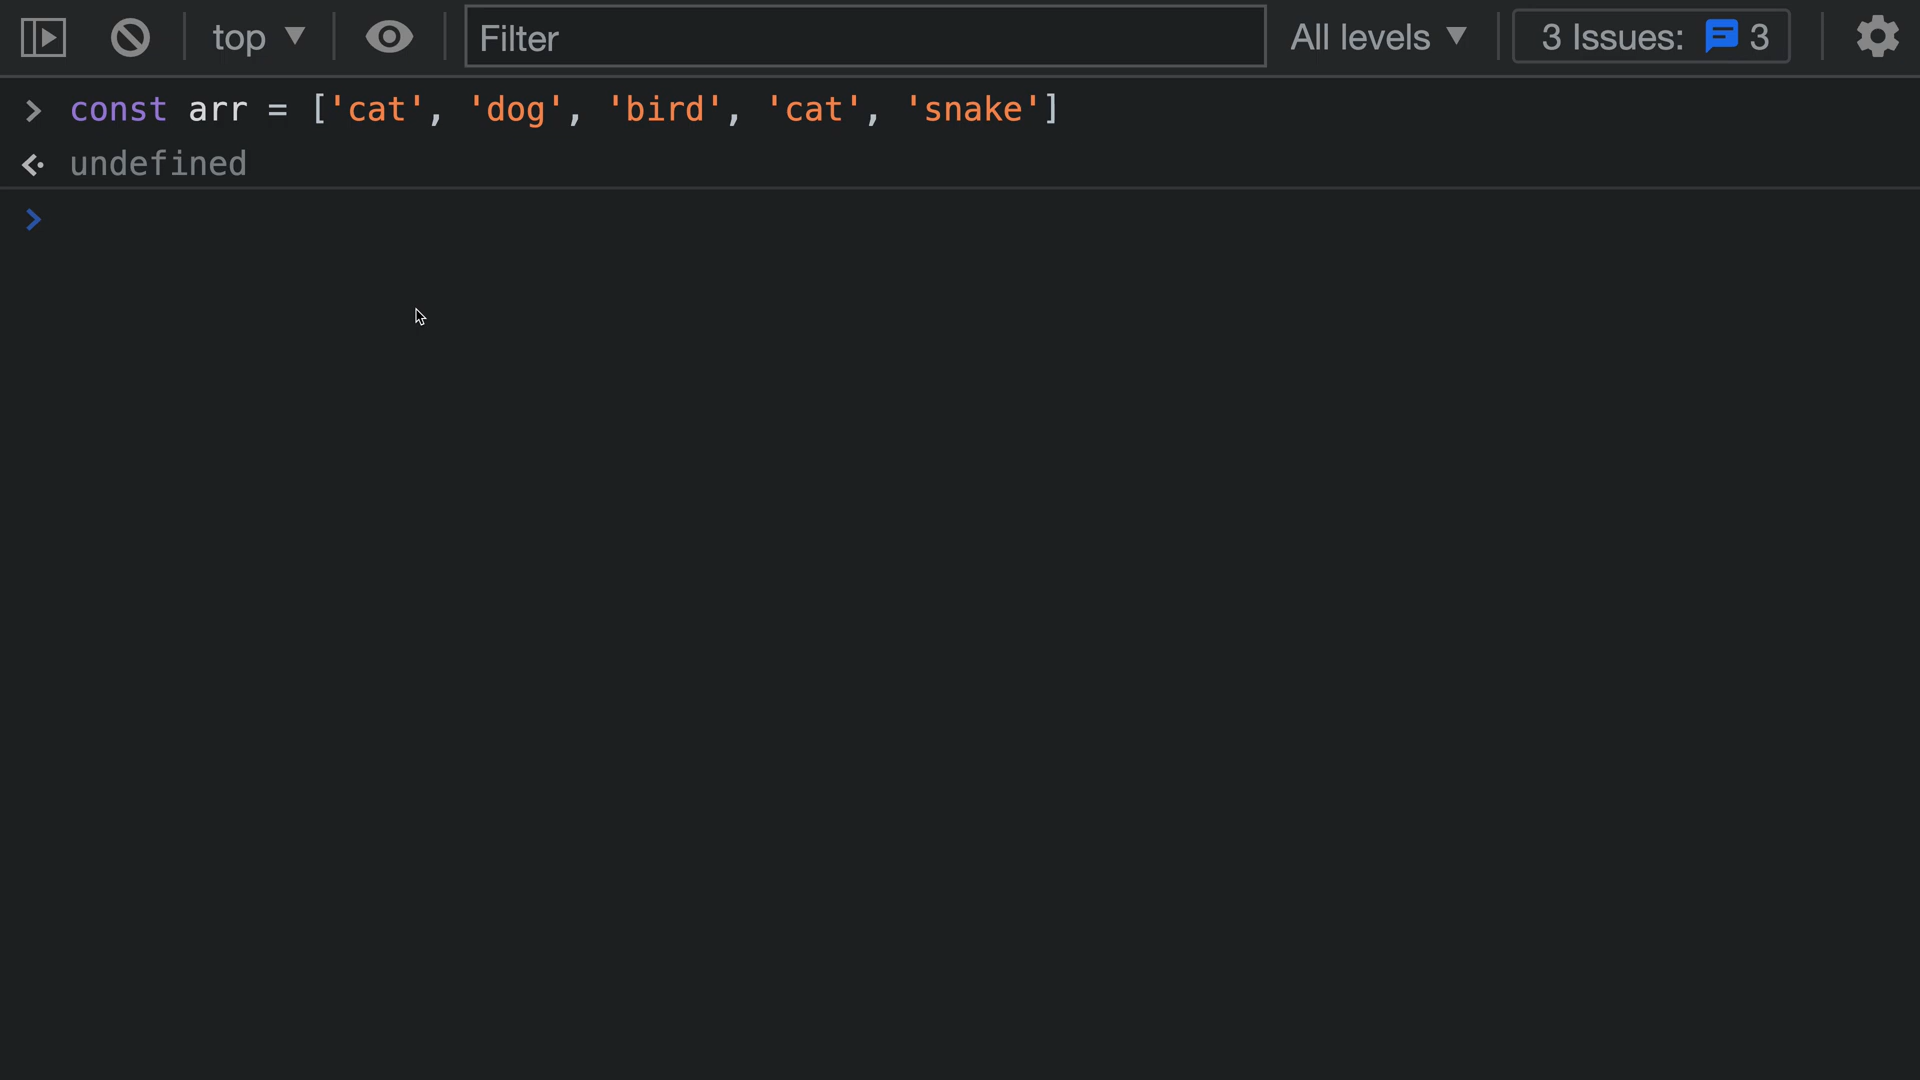 top ▼ Filter All levels ▼ 3 Issues: 3
> const arr = ['cat', 'dog', 'bird', 'cat', 'snake']
undefined
>